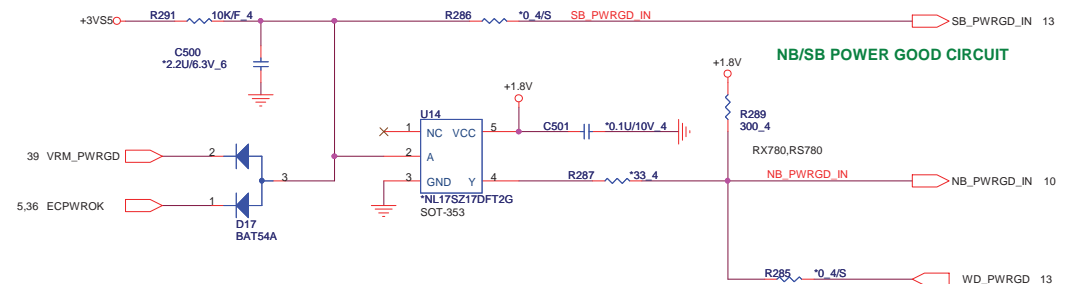 +3VS5 R291 10K/F_4 R286 *0_4/S SB_PWRGD_IN SB_PWRGD_IN 13
C500
*2.2U/6.3V_6
NB/SB POWER GOOD CIRCUIT
+1.8V
+1.8V
R289
300_4
U14
1 NC VCC 5 C501 *0.1U/10V_4
RX780,RS780
39 VRM_PWRGD 2 3 2 A
3 GND Y 4 R287 *33_4 NB_PWRGD_IN NB_PWRGD_IN 10
*NL17SZ17DFT2G
SOT-353
5,36 ECPWROK 1
D17
BAT54A
R285 *0_4/S WD_PWRGD 13